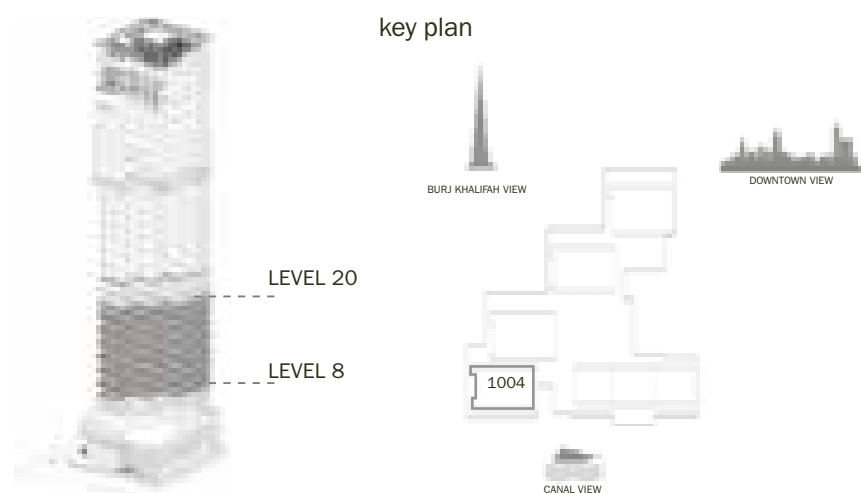 key plan
BURJ KHALIFAH VIEW
DOWNTOWN VIEW
LEVEL 20
LEVEL 8
1004
CANAL VIEW